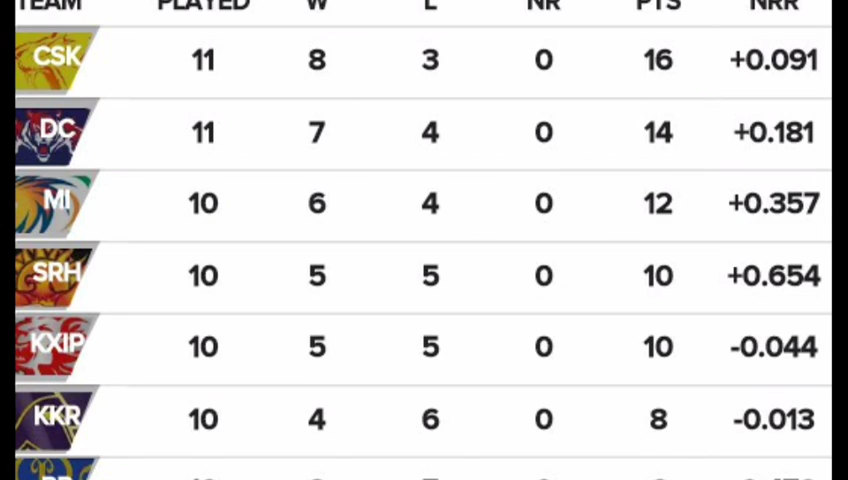 TEAM PLAYED W L NR PTS NRR
CSK 11 8 3 0 16 +0.091
DC 11 7 4 0 14 +0.181
MI 10 6 4 0 12 +0.357
SRH 10 5 5 0 10 +0.654
KXIP 10 5 5 0 10 -0.044
KKR 10 4 6 0 8 -0.013